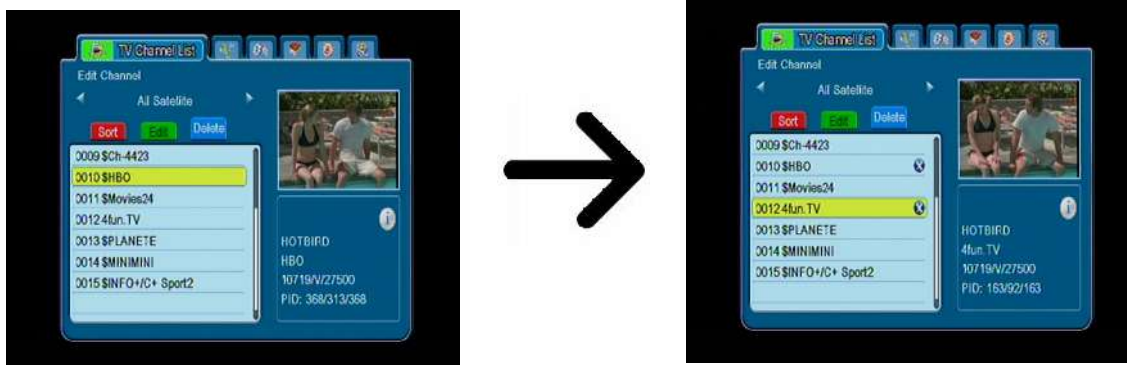 TV Channel List
Edit Channel
All Satellite
Sort Edit Delete
0009 $Ch-4423
0010 $HBO
0011 $Movies24
0012 4fun.TV
0013 $PLANETE
0014 $MINIMINI
0015 $INFO+/C+ Sport2
HOTBIRD
HBO
10719/V/27500
PID: 368/313/368
TV Channel List
Edit Channel
All Satellite
Sort Edit Delete
0009 $Ch-4423
0010 $HBO
0011 $Movies24
0012 4fun.TV
0013 $PLANETE
0014 $MINIMINI
0015 $INFO+/C+ Sport2
HOTBIRD
4fun.TV
10719/V/27500
PID: 163/92/163